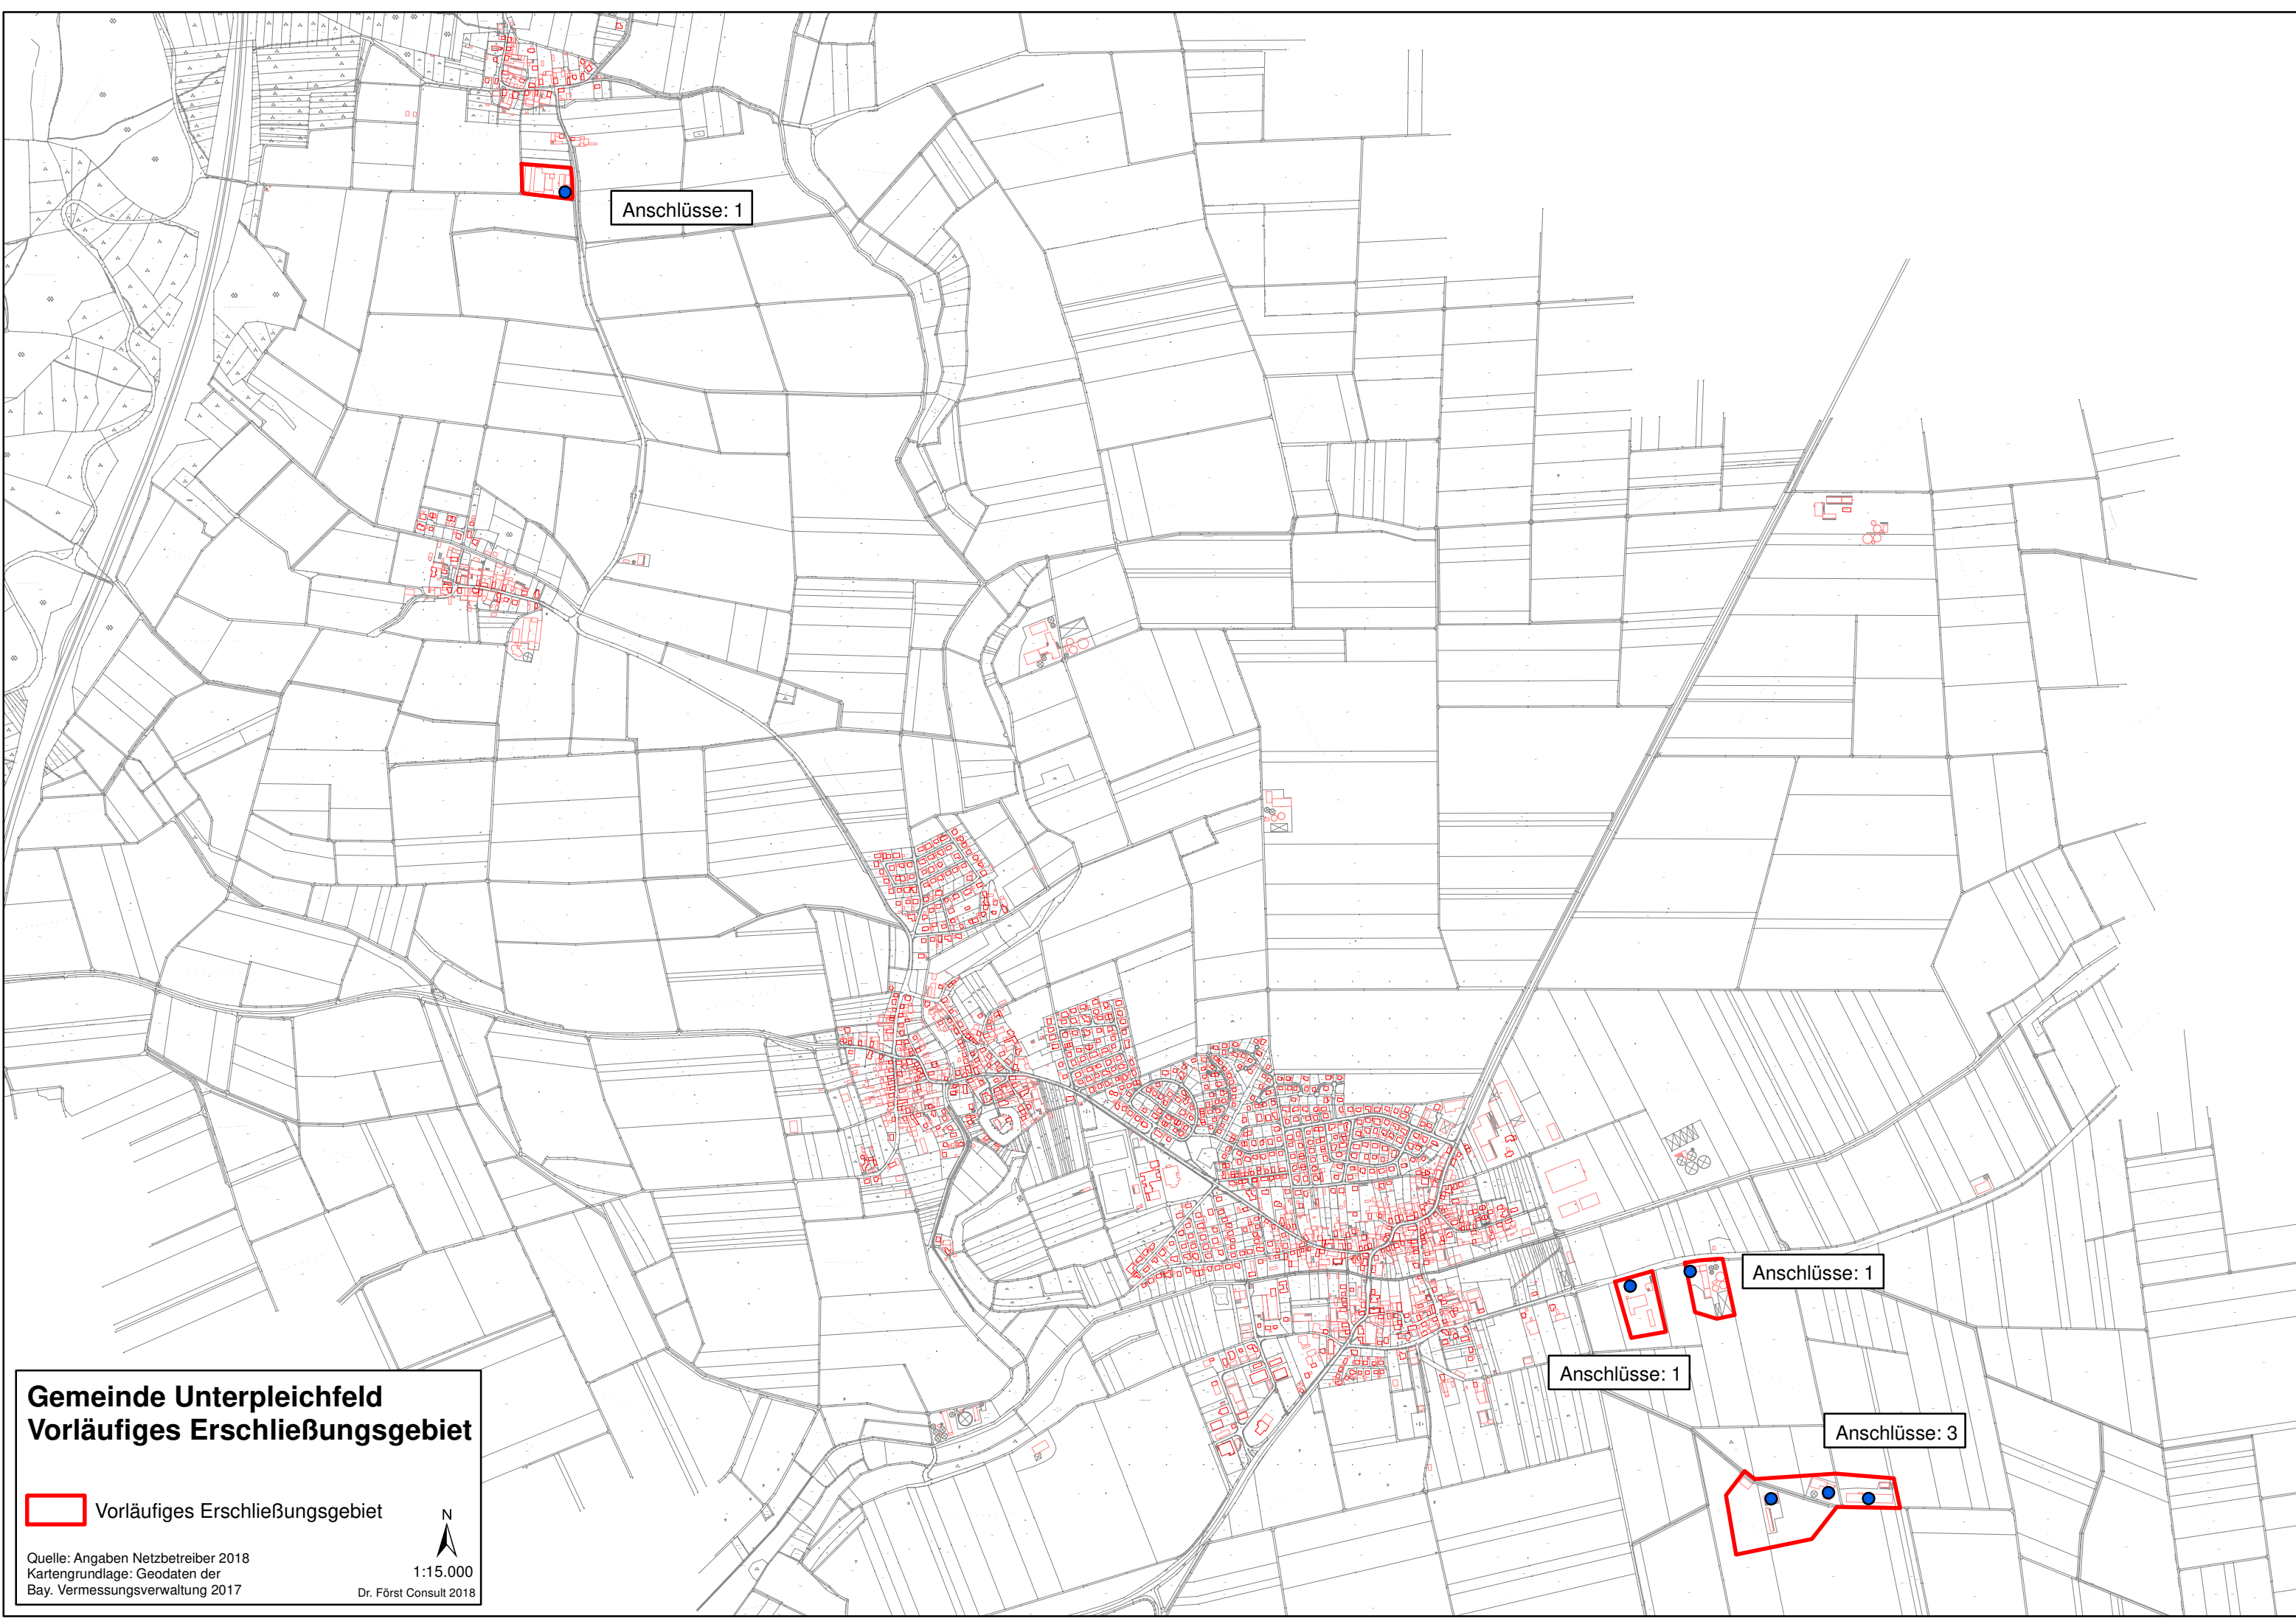 Anschlüsse: 1
Anschlüsse: 1
Anschlüsse: 1
Anschlüsse: 3
Gemeinde Unterpleichfeld
Vorläufiges Erschließungsgebiet
Vorläufiges Erschließungsgebiet
N
1:15.000
Quelle: Angaben Netzbetreiber 2018
Kartengrundlage: Geodaten der
Bay. Vermessungsverwaltung 2017
Dr. Först Consult 2018